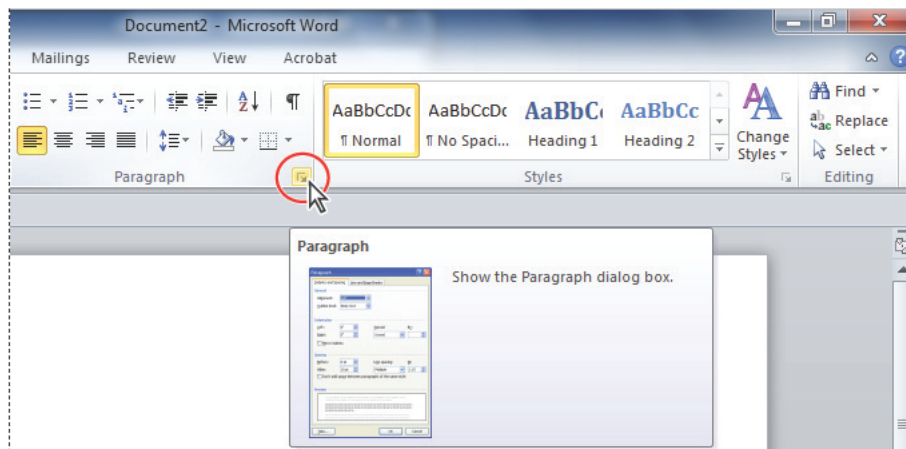 Document2 - Microsoft Word
Mailings Review View Acrobat
AaBbCcDc AaBbCcDc AaBbC AaBbCc
¶ Normal ¶ No Spaci... Heading 1 Heading 2
Change Styles
Find
Replace
Select
Paragraph Styles Editing
Paragraph
Show the Paragraph dialog box.